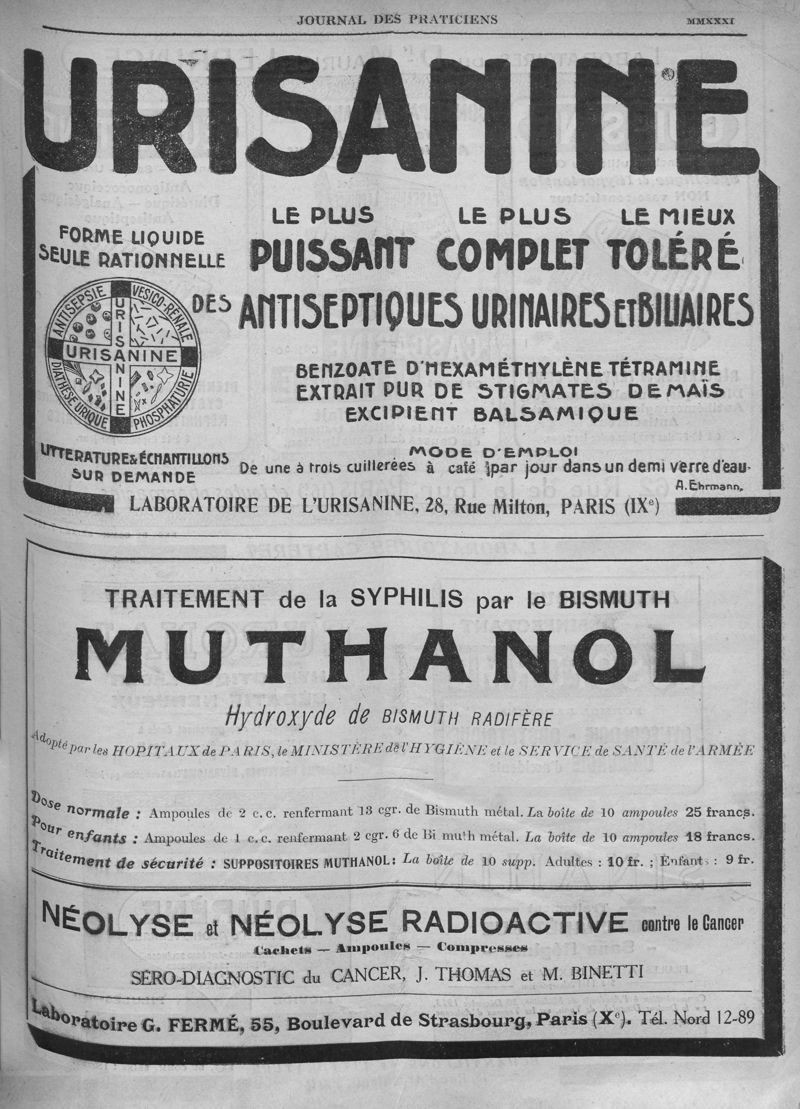 JOURNAL DES PRATICIENS MMXXXI
URISANINE
FORME LIQUIDE
SEULE RATIONNELLE
LE PLUS LE PLUS LE MIEUX
PUISSANT COMPLET TOLÉRÉ
DES ANTISEPTIQUES URINAIRES ET BILIAIRES
ANTISEPSIE VESICO-RÉNALE
URISANINE
URISANINE
DIATHÈSE URIQUE PHOSPHATURIE
BENZOATE D'HEXAMÉTHYLÈNE TÉTRAMINE
EXTRAIT PUR DE STIGMATES DE MAÏS
EXCIPIENT BALSAMIQUE
LITTERATURE & ÉCHANTILLONS
SUR DEMANDE
MODE D'EMPLOI
De une à trois cuillerées à café par jour dans un demi verre d'eau.
A. Ehrmann.
LABORATOIRE DE L'URISANINE, 28, Rue Milton, PARIS (IXe)
TRAITEMENT de la SYPHILIS par le BISMUTH
MUTHANOL
Hydroxyde de BISMUTH RADIFÈRE
Adopté par les HOPITAUX de PARIS, le MINISTÈRE de l'HYGIÈNE et le SERVICE de SANTÉ de l'ARMÉE
Dose normale : Ampoules de 2 c. c. renfermant 13 cgr. de Bismuth métal. La boîte de 10 ampoules 25 francs.
Pour enfants : Ampoules de 1 c. c. renfermant 2 cgr. 6 de Bi muth métal. La boîte de 10 ampoules 18 francs.
Traitement de sécurité : SUPPOSITOIRES MUTHANOL : La boîte de 10 supp. Adultes : 10 fr. ; Enfants : 9 fr.
NÉOLYSE et NÉOLYSE RADIOACTIVE contre le Cancer
Cachets — Ampoules — Compresses
SÉRO-DIAGNOSTIC du CANCER, J. THOMAS et M. BINETTI
Laboratoire G. FERMÉ, 55, Boulevard de Strasbourg, Paris (Xe). Tél. Nord 12-89